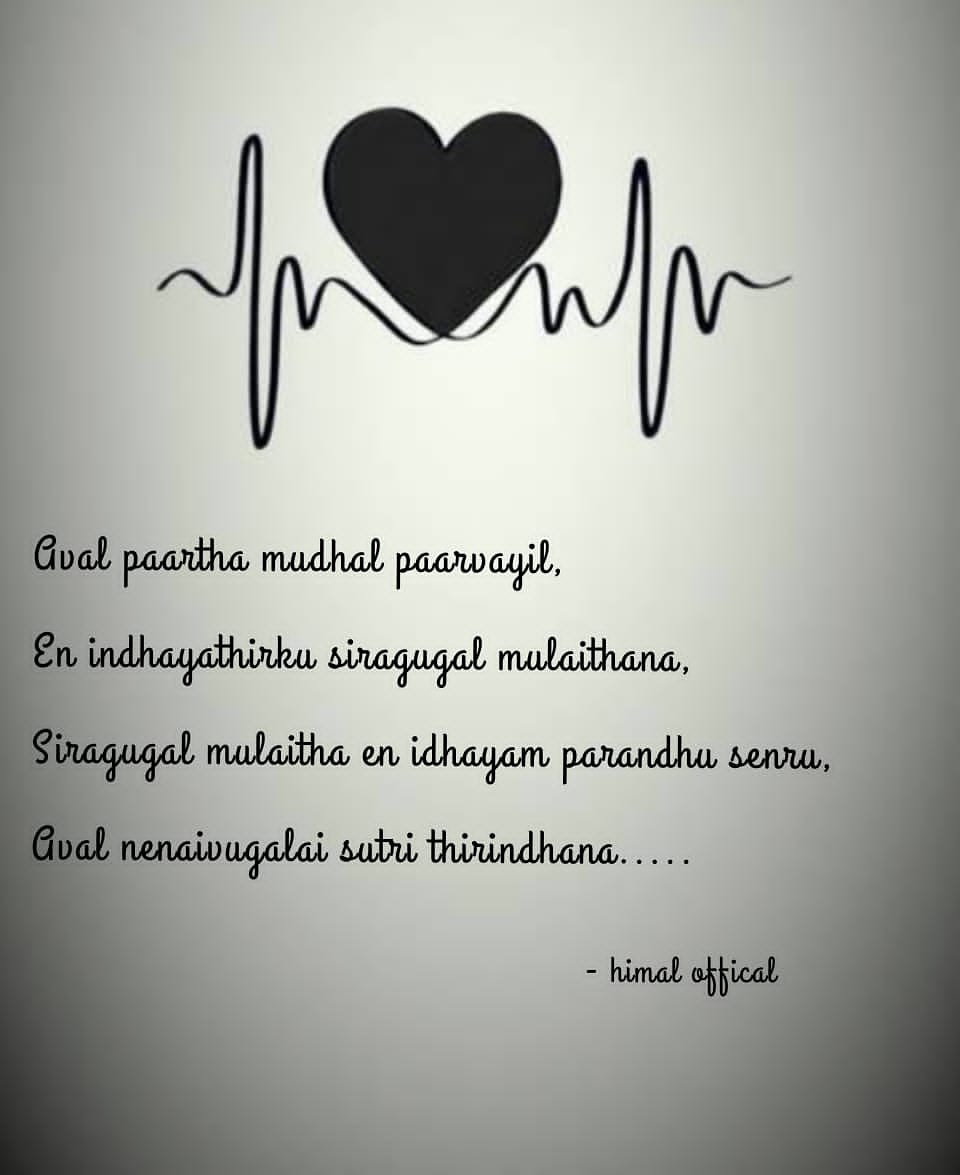 Aval paartha mudhal paarvayil,
En indhayathirku siragugal mulaithana,
Siragugal mulaitha en idhayam parandhu senru,
Aval nenaivugalai sutri thirindhana.....
- himal offical